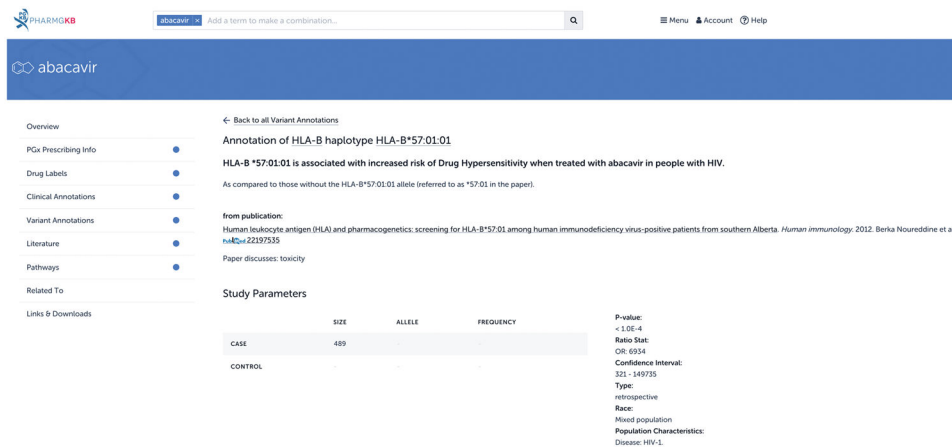 PHARMGKB
abacavir × Add a term to make a combination...
Menu Account Help
abacavir
Overview
PGx Prescribing Info
Drug Labels
Clinical Annotations
Variant Annotations
Literature
Pathways
Related To
Links & Downloads
← Back to all Variant Annotations
Annotation of HLA-B haplotype HLA-B*57:01:01
HLA-B *57:01:01 is associated with increased risk of Drug Hypersensitivity when treated with abacavir in people with HIV.
As compared to those without the HLA-B*57:01:01 allele (referred to as *57:01 in the paper).
from publication:
Human leukocyte antigen (HLA) and pharmacogenetics: screening for HLA-B*57:01 among human immunodeficiency virus-positive patients from southern Alberta. Human immunology. 2012. Berka Noureddine et a
22197535
Paper discusses: toxicity
Study Parameters
SIZE ALLELE FREQUENCY
CASE 489 - -
CONTROL - - -
P-value:
< 1.0E-4
Ratio Stat:
OR: 6934
Confidence Interval:
321 - 149735
Type:
retrospective
Race:
Mixed population
Population Characteristics:
Disease: HIV-1.